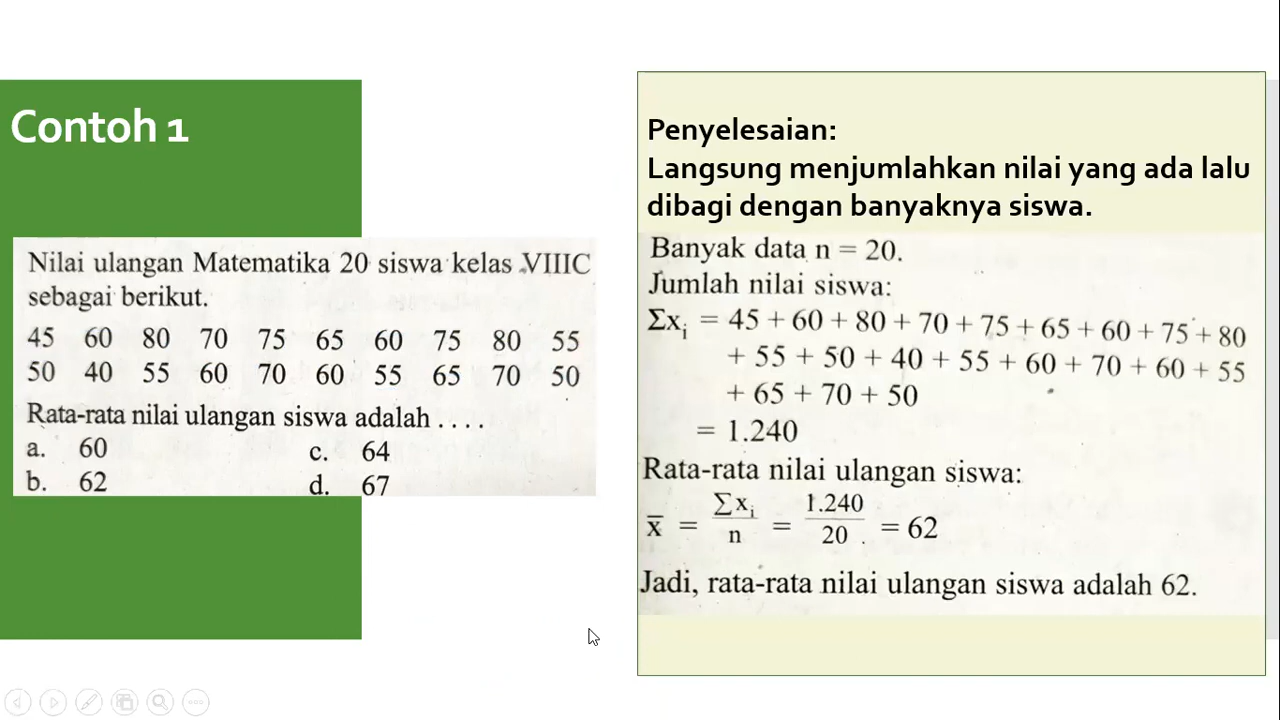 Contoh 1
Nilai ulangan Matematika 20 siswa kelas VIIIC
sebagai berikut.
45 60 80 70 75 65 60 75 80 55
50 40 55 60 70 60 55 65 70 50
Rata-rata nilai ulangan siswa adalah . . . .
a. 60 c. 64
b. 62 d. 67
Penyelesaian:
Langsung menjumlahkan nilai yang ada lalu
dibagi dengan banyaknya siswa.
Banyak data n = 20.
Jumlah nilai siswa:
Σxi = 45 + 60 + 80 + 70 + 75 + 65 + 60 + 75 + 80
+ 55 + 50 + 40 + 55 + 60 + 70 + 60 + 55
+ 65 + 70 + 50
= 1.240
Rata-rata nilai ulangan siswa:
x̄ = Σxi / n = 1.240 / 20 = 62
Jadi, rata-rata nilai ulangan siswa adalah 62.